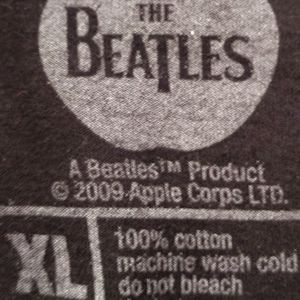 THE
BEATLES
A Beatles™ Product
© 2009 Apple Corps LTD.
XL
100% cotton
machine wash cold
do not bleach